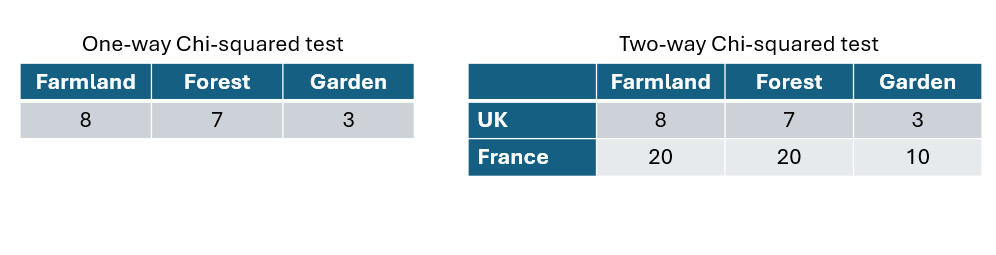 One-way Chi-squared test
Farmland Forest Garden
8 7 3
Two-way Chi-squared test
Farmland Forest Garden
UK 8 7 3
France 20 20 10